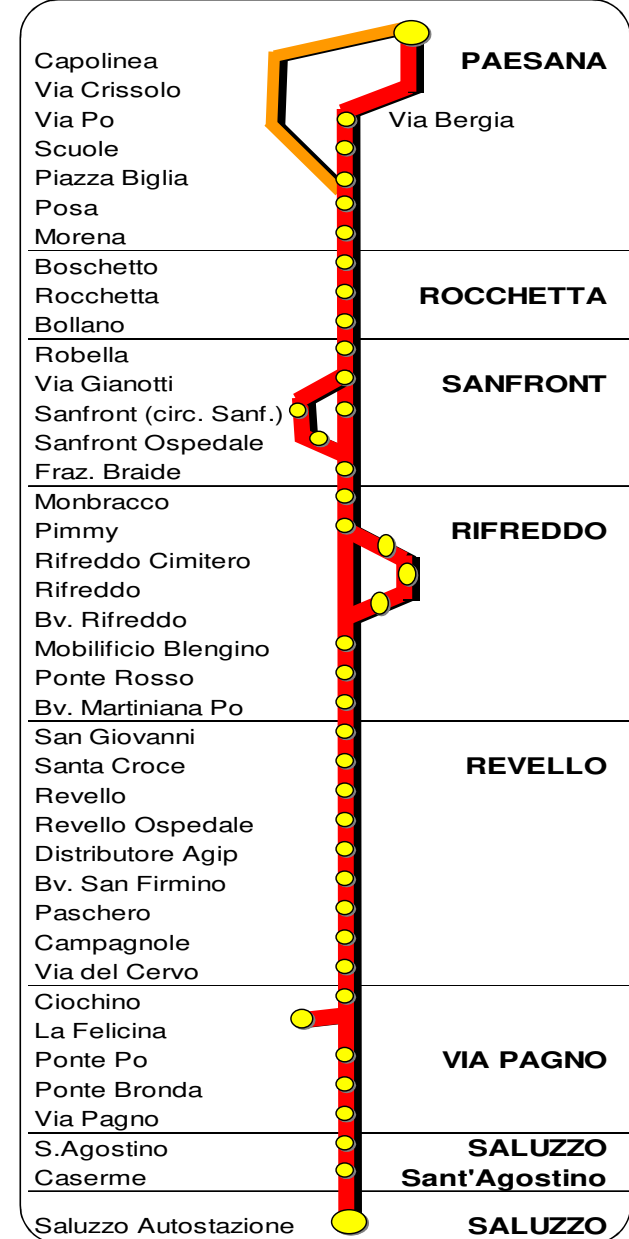 Capolinea PAESANA
Via Crissolo
Via Po Via Bergia
Scuole
Piazza Biglia
Posa
Morena
Boschetto
Rocchetta ROCCHETTA
Bollano
Robella
Via Gianotti SANFRONT
Sanfront (circ. Sanf.)
Sanfront Ospedale
Fraz. Braide
Monbracco
Pimmy RIFREDDO
Rifreddo Cimitero
Rifreddo
Bv. Rifreddo
Mobilificio Blengino
Ponte Rosso
Bv. Martiniana Po
San Giovanni
Santa Croce REVELLO
Revello
Revello Ospedale
Distributore Agip
Bv. San Firmino
Paschero
Campagnole
Via del Cervo
Ciochino
La Felicina
Ponte Po VIA PAGNO
Ponte Bronda
Via Pagno
S.Agostino SALUZZO
Caserme Sant'Agostino
Saluzzo Autostazione SALUZZO